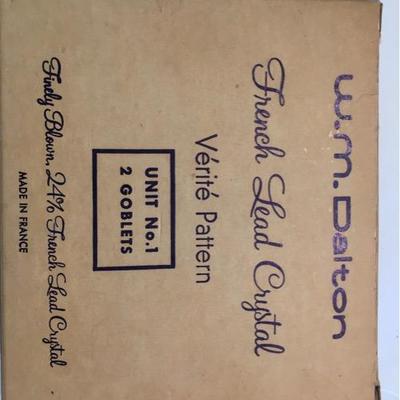 W.M. Dalton
French Lead Crystal
Vérité Pattern
UNIT No.1
2 GOBLETS
Finely Blown, 24% French Lead Crystal
MADE IN FRANCE